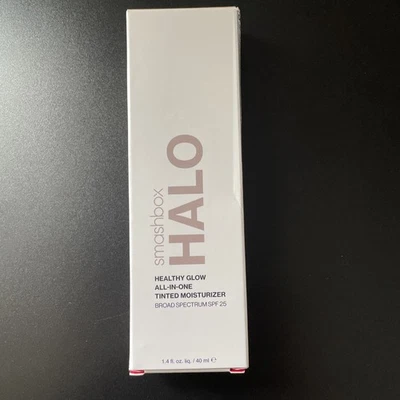 smashbox
HALO
HEALTHY GLOW
ALL-IN-ONE
TINTED MOISTURIZER
BROAD SPECTRUM SPF 25
1.4 fl. oz. liq. / 40 ml ℮